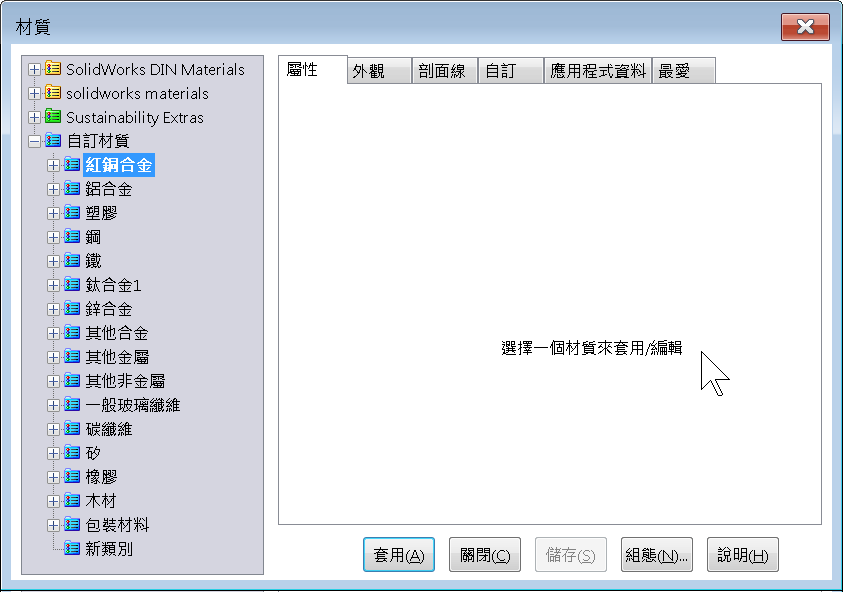 材質
SolidWorks DIN Materials
solidworks materials
Sustainability Extras
自訂材質
紅銅合金
鋁合金
塑膠
鋼
鐵
鈦合金1
鋅合金
其他合金
其他金屬
其他非金屬
一般玻璃纖維
碳纖維
矽
橡膠
木材
包裝材料
新類別
屬性 外觀 剖面線 自訂 應用程式資料 最愛
選擇一個材質來套用/編輯
套用(A) 關閉(C) 儲存(S) 組態(N)... 說明(H)